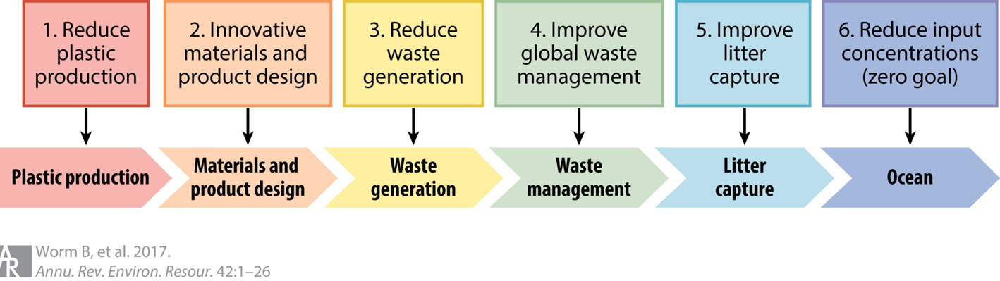 1. Reduce
plastic
production
2. Innovative
materials and
product design
3. Reduce
waste
generation
4. Improve
global waste
management
5. Improve
litter
capture
6. Reduce input
concentrations
(zero goal)
Plastic production
Materials and
product design
Waste
generation
Waste
management
Litter
capture
Ocean
AR
Worm B, et al. 2017.
Annu. Rev. Environ. Resour. 42:1–26